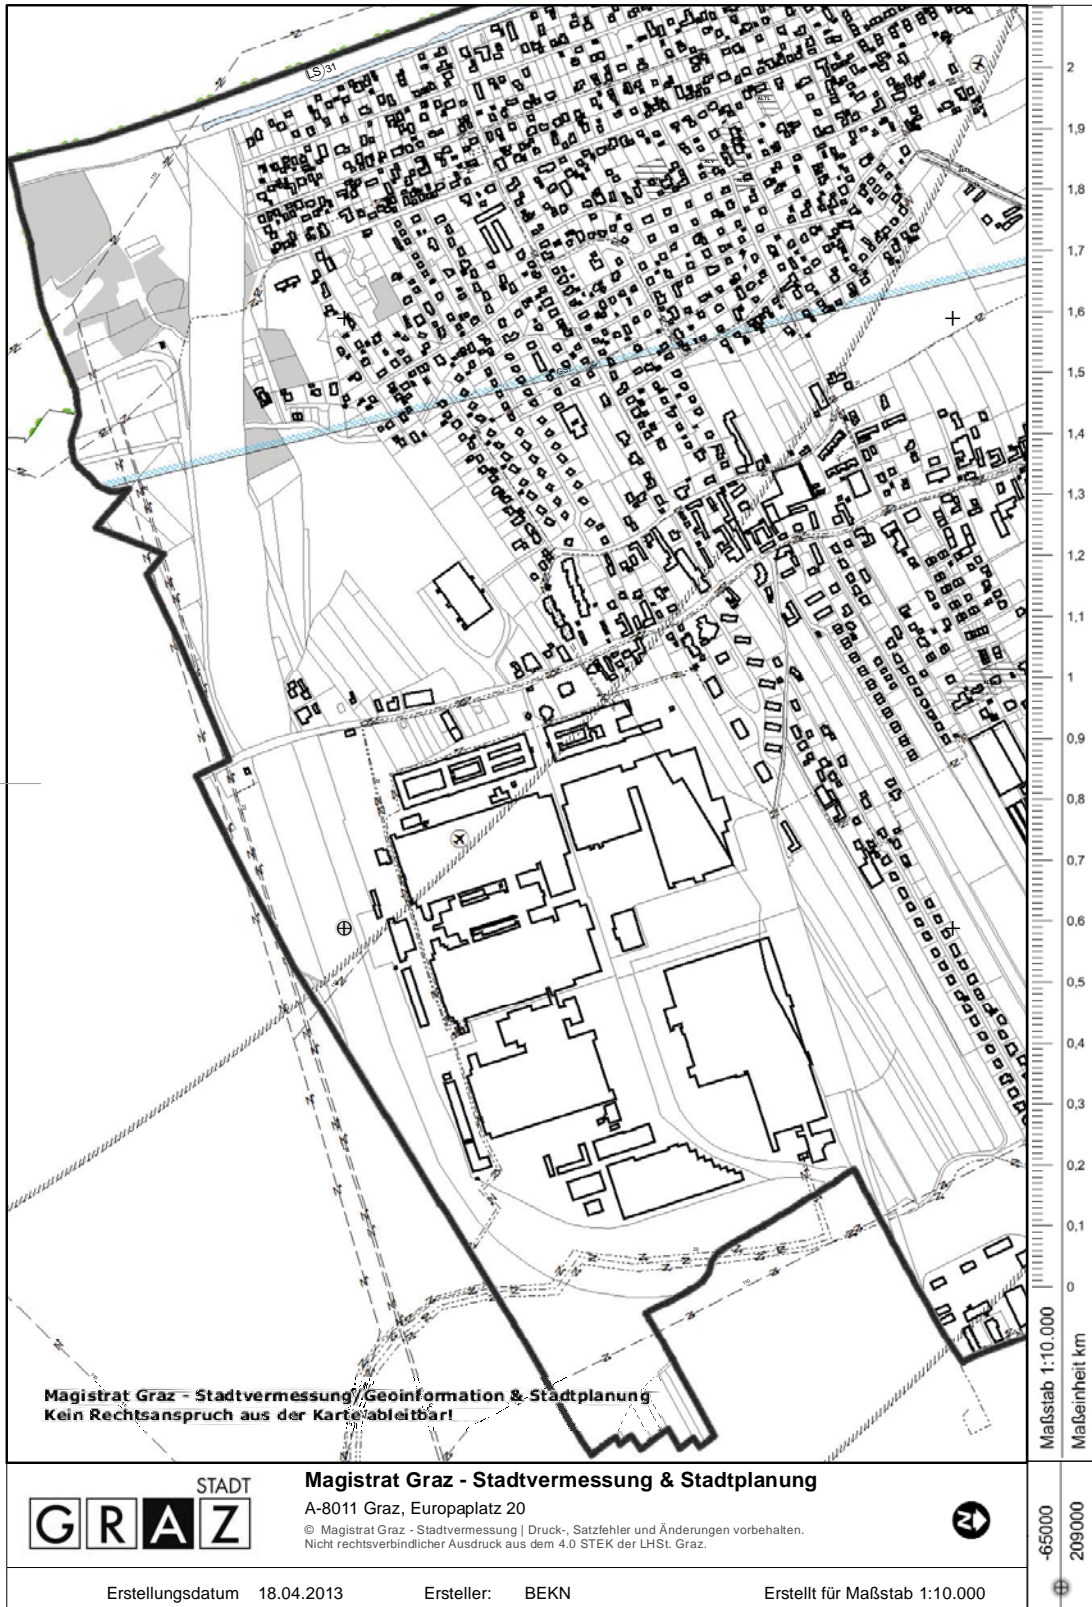 LS 31
2
1,9
1,8
1,7
1,6
1,5
1,4
1,3
1,2
1,1
1
0,9
0,8
0,7
0,6
0,5
0,4
0,3
0,2
0,1
0
Maßstab 1:10.000
Maßeinheit km
Magistrat Graz - Stadtvermessung/Geoinformation & Stadtplanung
Kein Rechtsanspruch aus der Karte ableitbar!
STADT
GRAZ
Magistrat Graz - Stadtvermessung & Stadtplanung
A-8011 Graz, Europaplatz 20
© Magistrat Graz - Stadtvermessung | Druck-, Satzfehler und Änderungen vorbehalten.
Nicht rechtsverbindlicher Ausdruck aus dem 4.0 STEK der LHSt. Graz.
N
-65000
209000
Erstellungsdatum 18.04.2013 Ersteller: BEKN Erstellt für Maßstab 1:10.000